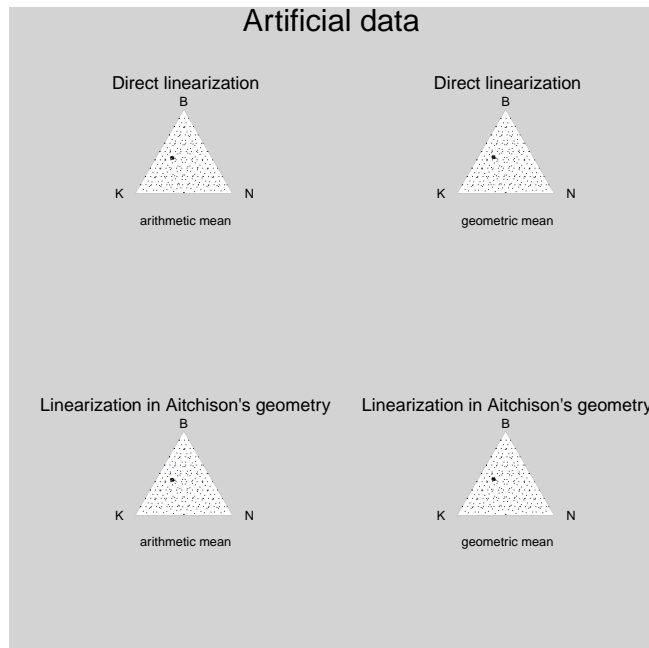 Artificial data
Direct linearization
B
K
N
arithmetic mean
Direct linearization
B
K
N
geometric mean
Linearization in Aitchison's geometry
B
K
N
arithmetic mean
Linearization in Aitchison's geometry
B
K
N
geometric mean